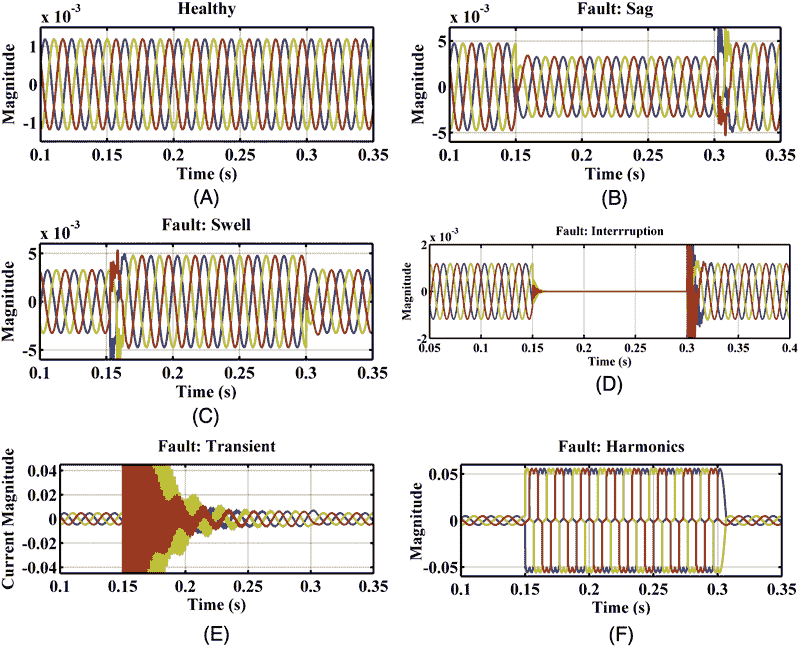 Healthy
x 10⁻³
Magnitude
1
0
-1
0.1 0.15 0.2 0.25 0.3 0.35
Time (s)
(A)
Fault: Sag
x 10⁻³
Magnitude
5
0
-5
0.1 0.15 0.2 0.25 0.3 0.35
Time (s)
(B)
Fault: Swell
x 10⁻³
Magnitude
5
0
-5
0.1 0.15 0.2 0.25 0.3 0.35
Time (s)
(C)
Fault: Interrruption
x 10⁻³
Magnitude
2
0
-2
0.05 0.1 0.15 0.2 0.25 0.3 0.35 0.4
Time (s)
(D)
Fault: Transient
Current Magnitude
0.04
0.02
0
-0.02
-0.04
0.1 0.15 0.2 0.25 0.3 0.35
Time (s)
(E)
Fault: Harmonics
Magnitude
0.05
0
-0.05
0.1 0.15 0.2 0.25 0.3 0.35
Time (s)
(F)